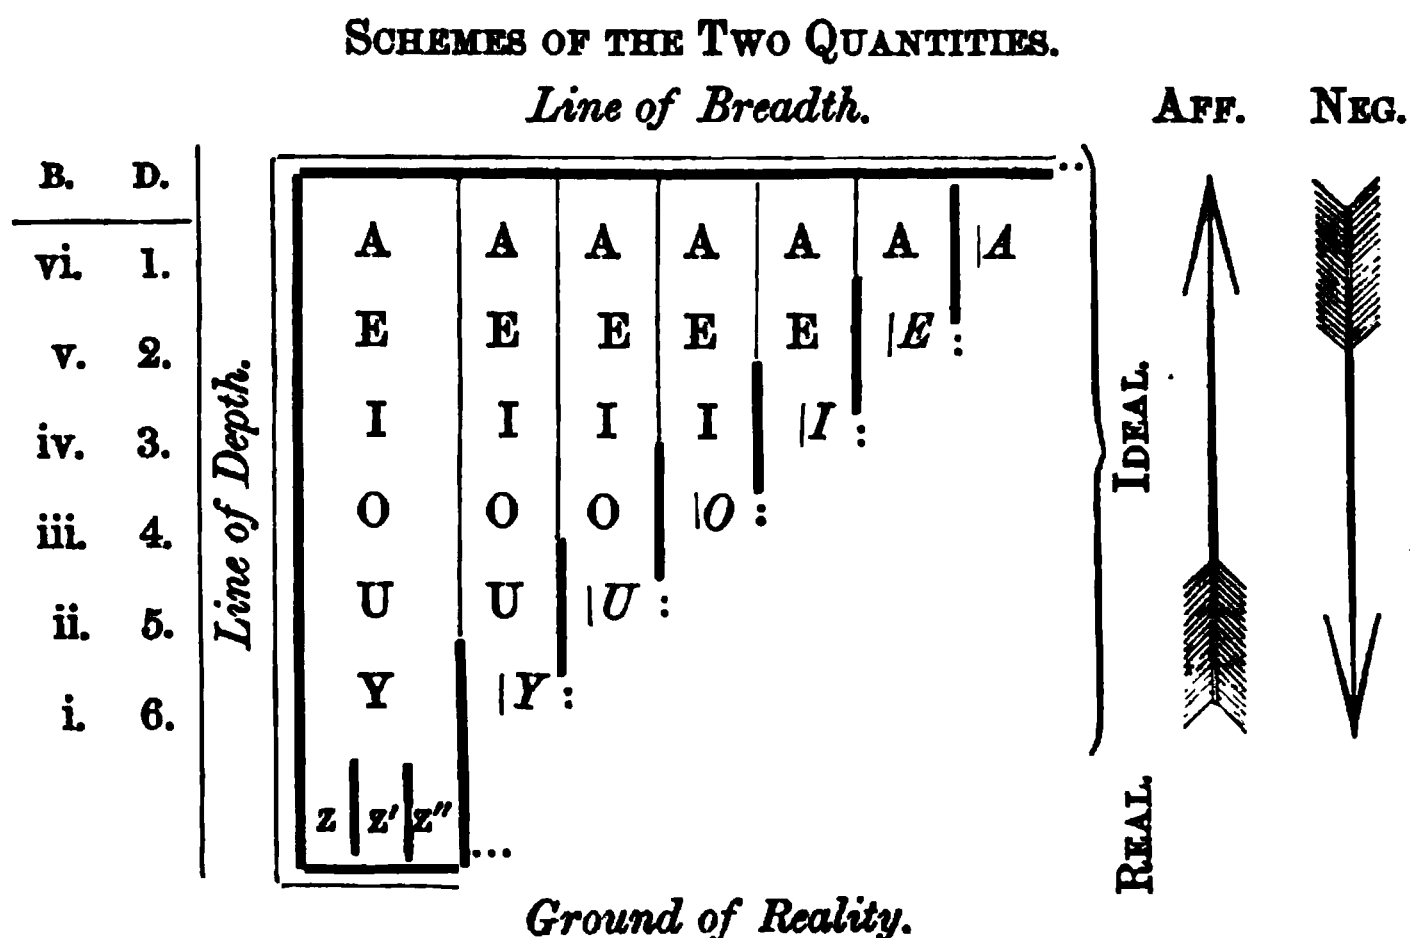 SCHEMES OF THE TWO QUANTITIES.
Line of Breadth. AFF. NEG.
B. D.
vi. 1. A A A A A A |A
v. 2. E E E E E |E :
iv. 3. I I I I |I :
iii. 4. O O O |O :
ii. 5. U U |U :
i. 6. Y |Y :
z z' z'' ...
Line of Depth.
IDEAL.
REAL.
Ground of Reality.